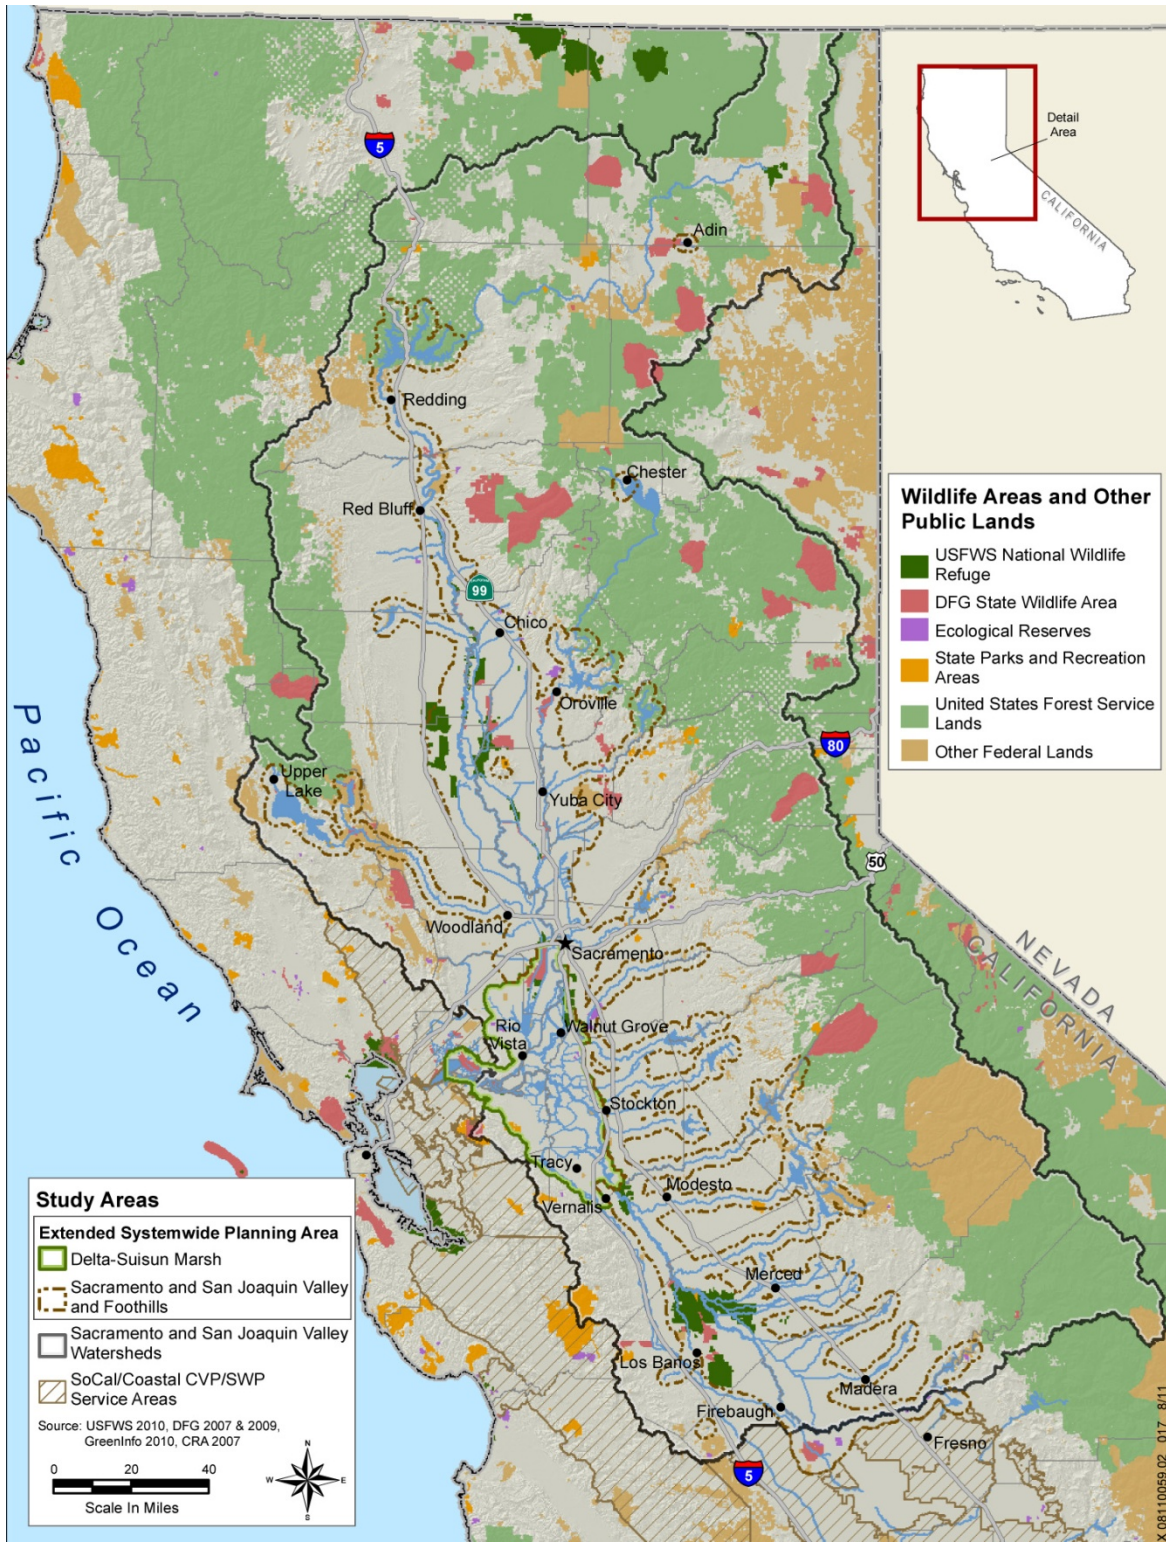 5
Detail
Area
CALIFORNIA
Adin
Redding
Chester
Red Bluff
99
Chico
Oroville
80
Upper
Lake
Yuba City
50
Woodland
Sacramento
NEVADA
CALIFORNIA
Pacific Ocean
Rio
Vista
Walnut Grove
Stockton
Tracy
Modesto
Vernalis
Merced
Los Banos
Madera
Firebaugh
Fresno
5
Wildlife Areas and Other
Public Lands
USFWS National Wildlife
Refuge
DFG State Wildlife Area
Ecological Reserves
State Parks and Recreation
Areas
United States Forest Service
Lands
Other Federal Lands
Study Areas
Extended Systemwide Planning Area
Delta-Suisun Marsh
Sacramento and San Joaquin Valley
and Foothills
Sacramento and San Joaquin Valley
Watersheds
SoCal/Coastal CVP/SWP
Service Areas
Source: USFWS 2010, DFG 2007 & 2009,
GreenInfo 2010, CRA 2007
0 20 40
Scale In Miles
N
W E
S
X 08110059.02 017 8/11